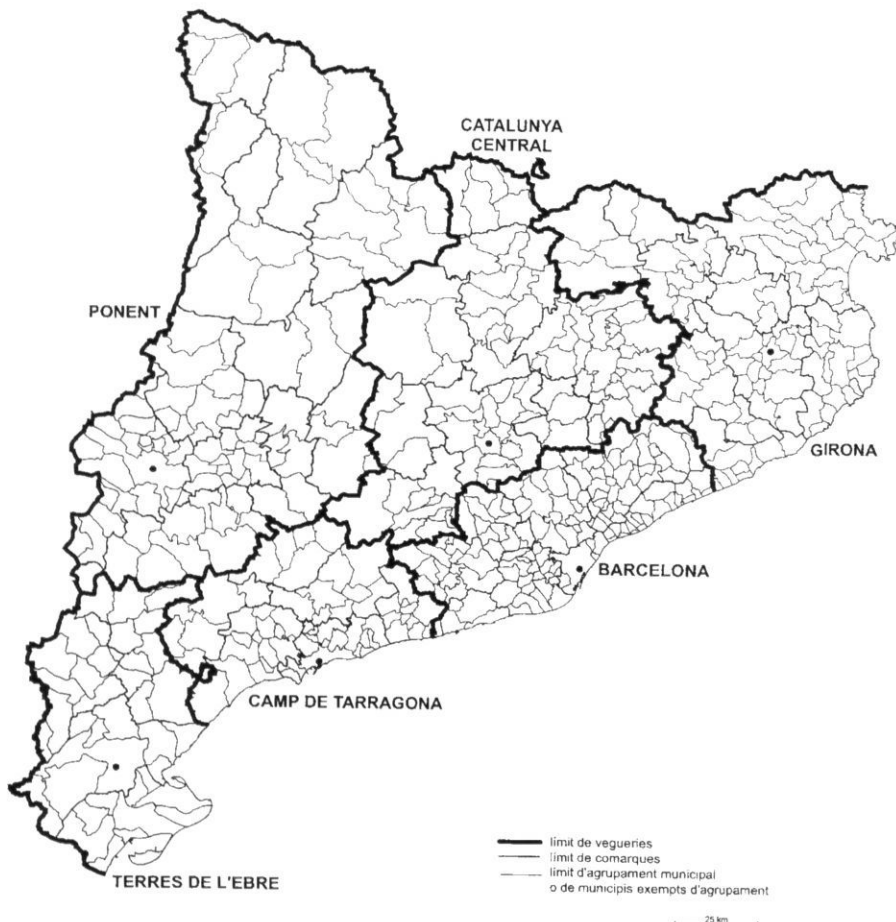 CATALUNYA
CENTRAL
PONENT
GIRONA
BARCELONA
CAMP DE TARRAGONA
TERRES DE L'EBRE
límit de vegueries
límit de comarques
límit d'agrupament municipal
o de municipis exempts d'agrupament
25 km